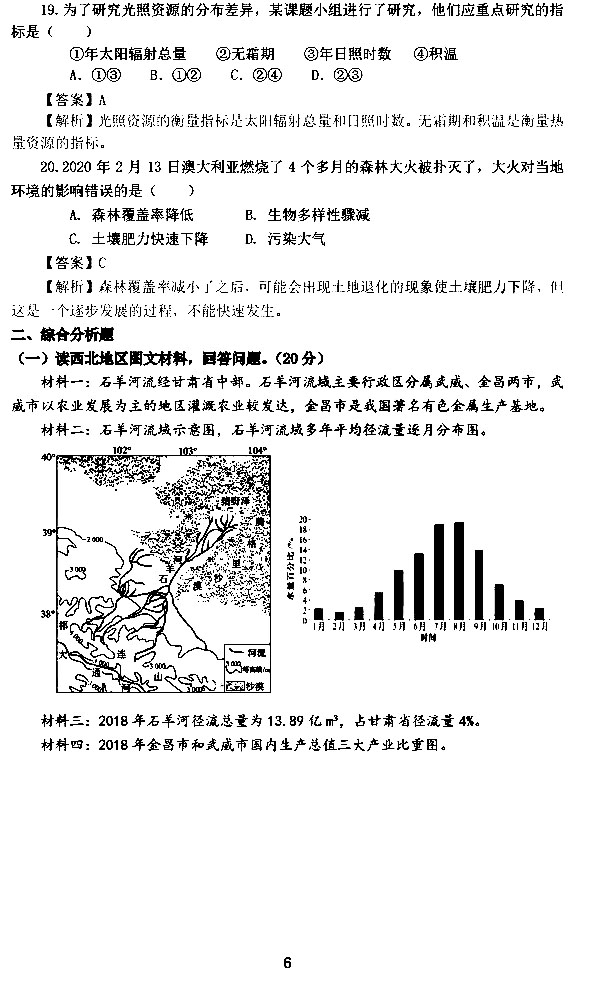 19.为了研究光照资源的分布差异，某课题小组进行了研究，他们应重点研究的指
标是（　　）
①年太阳辐射总量　②无霜期　③年日照时数　④积温
A. ①③　B. ①②　C. ②④　D. ②③
【答案】A
【解析】光照资源的衡量指标是太阳辐射总量和日照时数。无霜期和积温是衡量热
量资源的指标。
20.2020 年 2 月 13 日澳大利亚燃烧了 4 个多月的森林大火被扑灭了，大火对当地
环境的影响错误的是（　　）
A. 森林覆盖率降低　B. 生物多样性骤减
C. 土壤肥力快速下降　D. 污染大气
【答案】C
【解析】森林覆盖率减小了之后，可能会出现土地退化的现象使土壤肥力下降，但
这是一个逐步发展的过程，不能快速发生。
二、综合分析题
（一）读西北地区图文材料，回答问题。（20 分）
材料一：石羊河流经甘肃省中部。石羊河流域主要行政区分属武威、金昌两市，武
威市以农业发展为主的地区灌溉农业较发达，金昌市是我国著名有色金属生产基地。
材料二：石羊河流域示意图，石羊河流域多年平均径流量逐月分布图。
102° 103° 104°
40°
39°
38°
2 000
3 000
腾
格
里
沙
漠
河
羊
石
祁
连
山
大
通
河
河流
等高线/m
沙漠
水量百分比/%
20
18
16
14
12
10
8
6
4
2
0
1月 2月 3月 4月 5月 6月 7月 8月 9月 10月 11月 12月
时间
材料三：2018 年石羊河径流总量为 13.89 亿 m³，占甘肃省径流量 4%。
材料四：2018 年金昌市和武威市国内生产总值三大产业比重图。
6